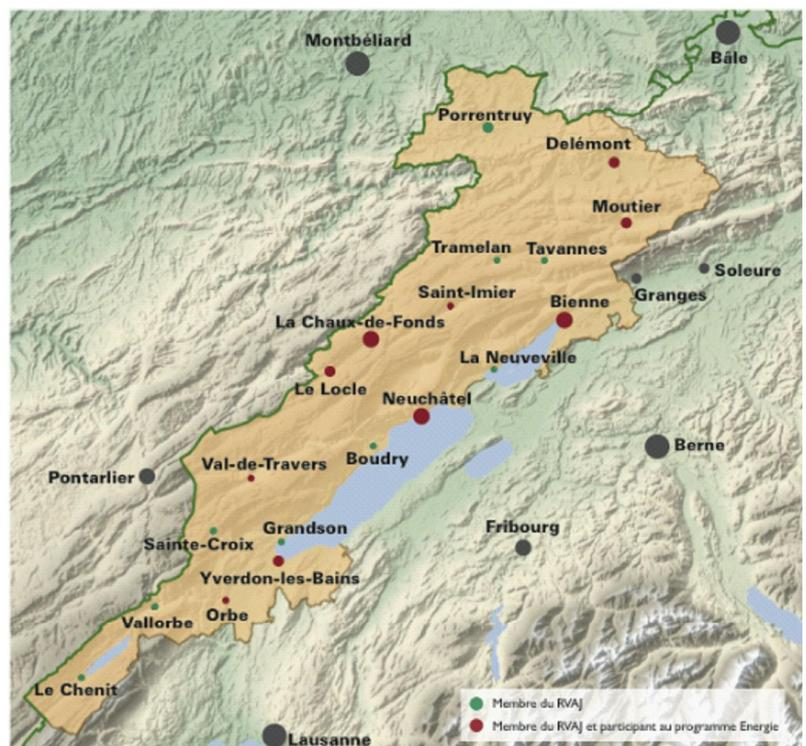 Montbéliard
Bâle
Porrentruy
Delémont
Moutier
Tramelan
Tavannes
Soleure
Saint-Imier
Granges
Bienne
La Chaux-de-Fonds
La Neuveville
Le Locle
Neuchâtel
Berne
Boudry
Val-de-Travers
Pontarlier
Grandson
Fribourg
Sainte-Croix
Yverdon-les-Bains
Orbe
Vallorbe
Le Chenit
Membre du RVAJ
Membre du RVAJ et participant au programme Energie
Lausanne